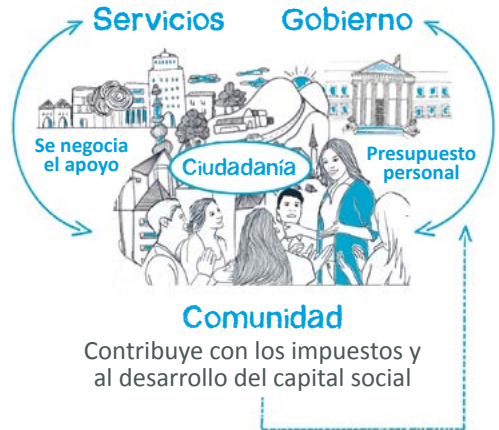 Servicios
Gobierno
Se negocia
el apoyo
Ciudadanía
Presupuesto
personal
Comunidad
Contribuye con los impuestos y
al desarrollo del capital social